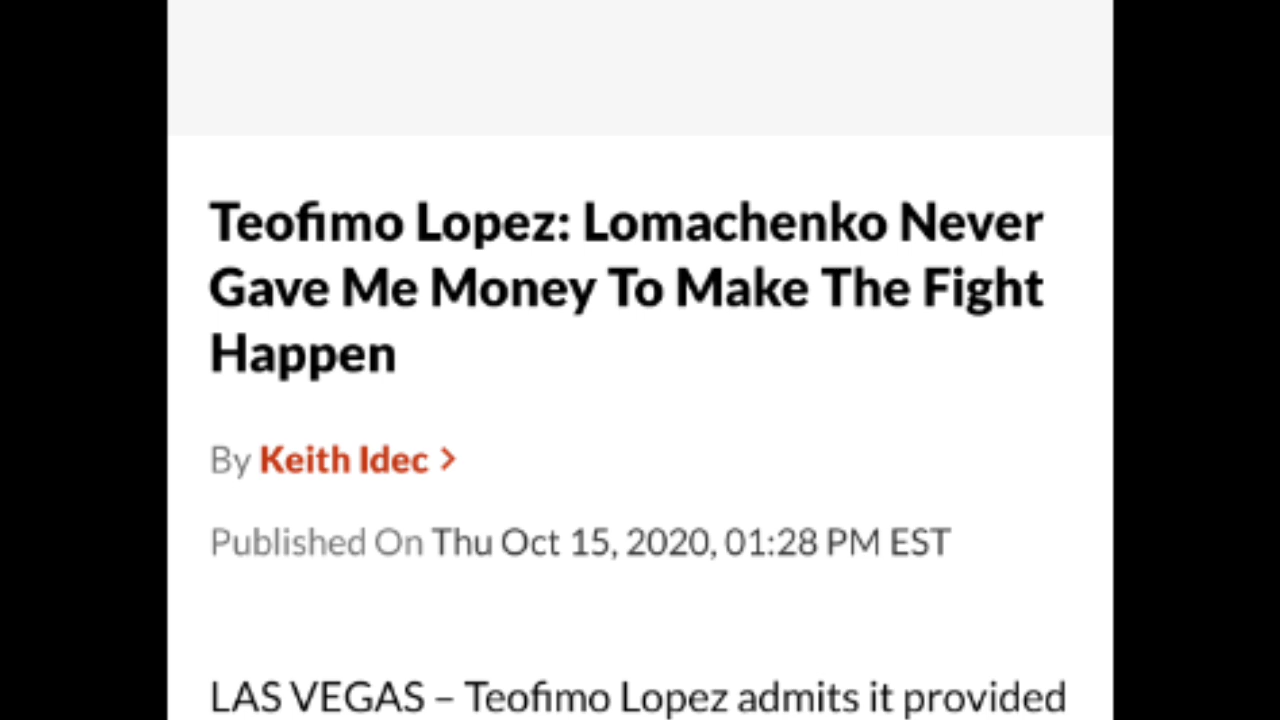 Teofimo Lopez: Lomachenko Never
Gave Me Money To Make The Fight
Happen
By Keith Idec >
Published On Thu Oct 15, 2020, 01:28 PM EST
LAS VEGAS – Teofimo Lopez admits it provided